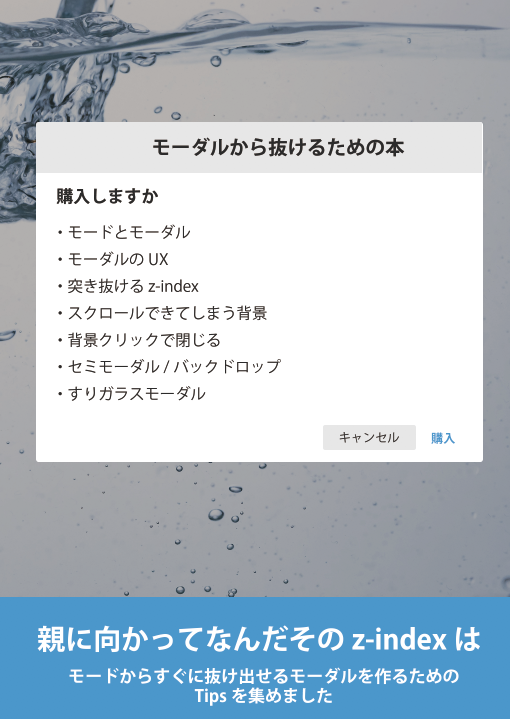 モーダルから抜けるための本
購入しますか
・モードとモーダル
・モーダルの UX
・突き抜ける z-index
・スクロールできてしまう背景
・背景クリックで閉じる
・セミモーダル / バックドロップ
・すりガラスモーダル
キャンセル 購入
親に向かってなんだその z-index は
モードからすぐに抜け出せるモーダルを作るための
Tips を集めました